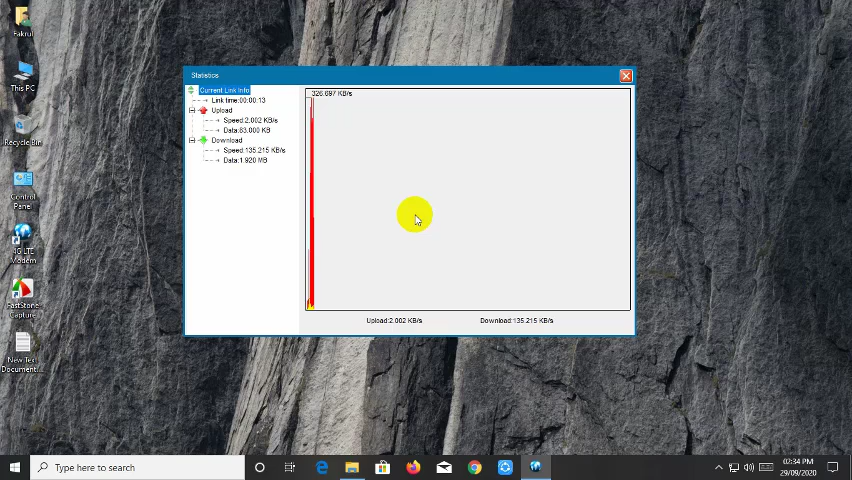 Fakrul
This PC
Recycle Bin
Control
Panel
4G LTE
Modem
FastStone
Capture
New Text
Document....
Statistics
Current Link Info
Link time:00:00:13
Upload
Speed:2.002 KB/s
Data:83.000 KB
Download
Speed:135.215 KB/s
Data:1.920 MB
326.697 KB/s
Upload:2.002 KB/s
Download:135.215 KB/s
Type here to search
02:34 PM
29/09/2020